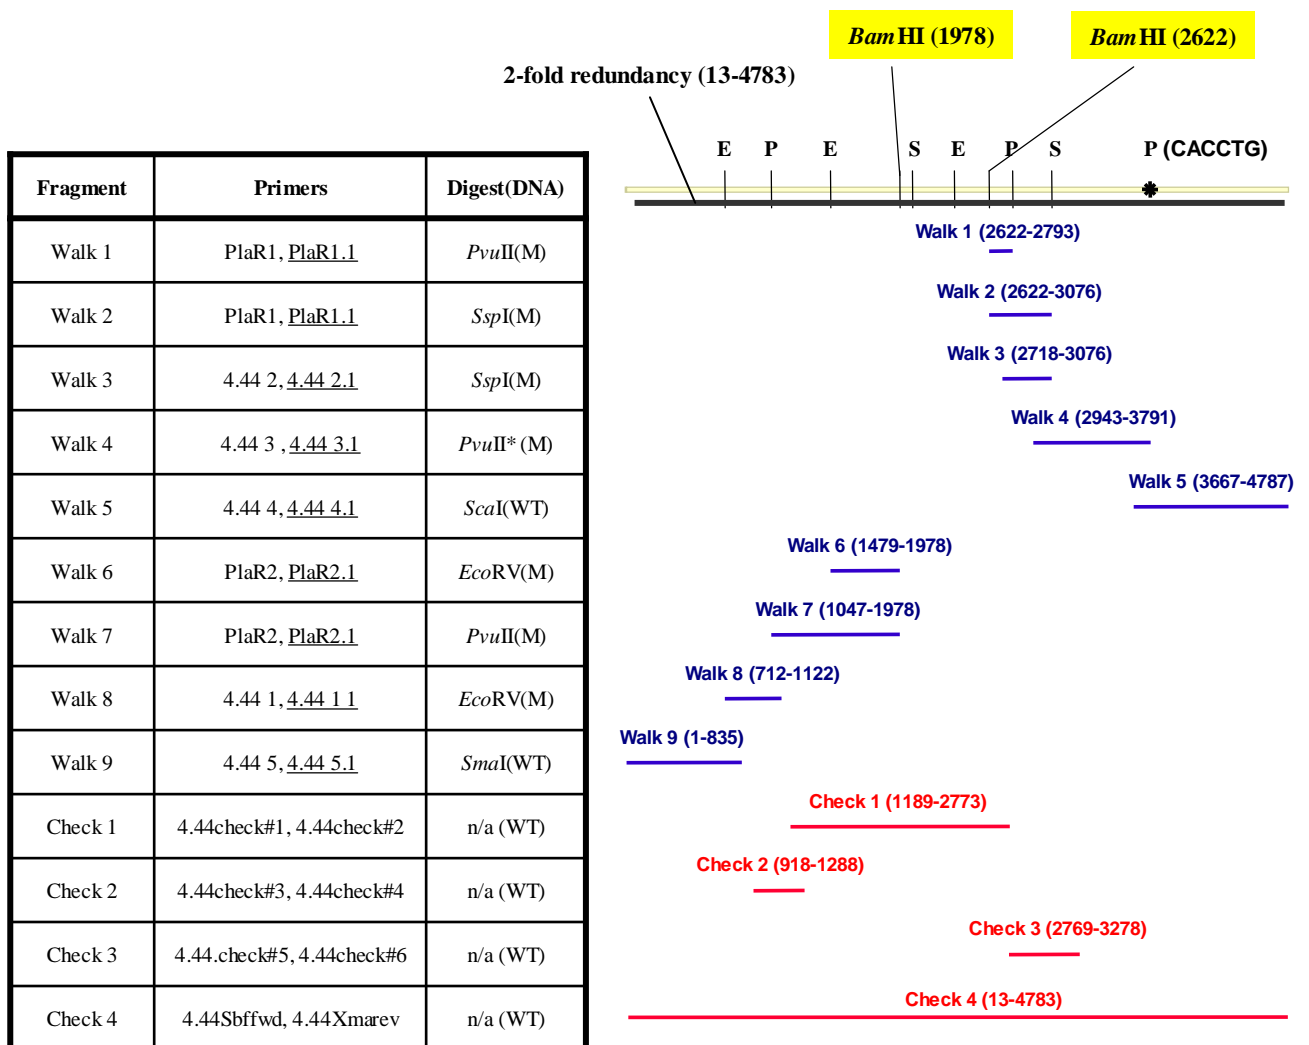 BamHI (1978)
BamHI (2622)
2-fold redundancy (13-4783)
E P E S E P S P (CACCTG)
Fragment Primers Digest(DNA)
Walk 1 PlaR1, PlaR1.1 PvuII(M)
Walk 2 PlaR1, PlaR1.1 SspI(M)
Walk 3 4.44 2, 4.44 2.1 SspI(M)
Walk 4 4.44 3 , 4.44 3.1 PvuII* (M)
Walk 5 4.44 4, 4.44 4.1 ScaI(WT)
Walk 6 PlaR2, PlaR2.1 EcoRV(M)
Walk 7 PlaR2, PlaR2.1 PvuII(M)
Walk 8 4.44 1, 4.44 1 1 EcoRV(M)
Walk 9 4.44 5, 4.44 5.1 SmaI(WT)
Check 1 4.44check#1, 4.44check#2 n/a (WT)
Check 2 4.44check#3, 4.44check#4 n/a (WT)
Check 3 4.44.check#5, 4.44check#6 n/a (WT)
Check 4 4.44Sbffwd, 4.44Xmarev n/a (WT)
Walk 1 (2622-2793)
Walk 2 (2622-3076)
Walk 3 (2718-3076)
Walk 4 (2943-3791)
Walk 5 (3667-4787)
Walk 6 (1479-1978)
Walk 7 (1047-1978)
Walk 8 (712-1122)
Walk 9 (1-835)
Check 1 (1189-2773)
Check 2 (918-1288)
Check 3 (2769-3278)
Check 4 (13-4783)